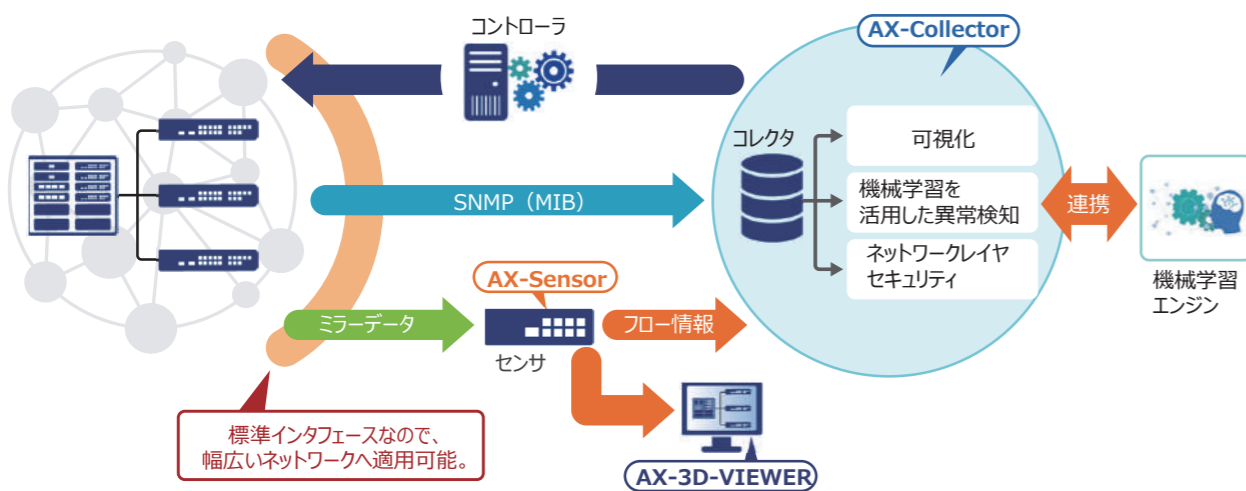 コントローラ
AX-Collector
コレクタ
可視化
機械学習を
活用した異常検知
ネットワークレイヤ
セキュリティ
SNMP（MIB）
連携
機械学習
エンジン
AX-Sensor
ミラーデータ
フロー情報
センサ
標準インタフェースなので、
幅広いネットワークへ適用可能。
AX-3D-VIEWER